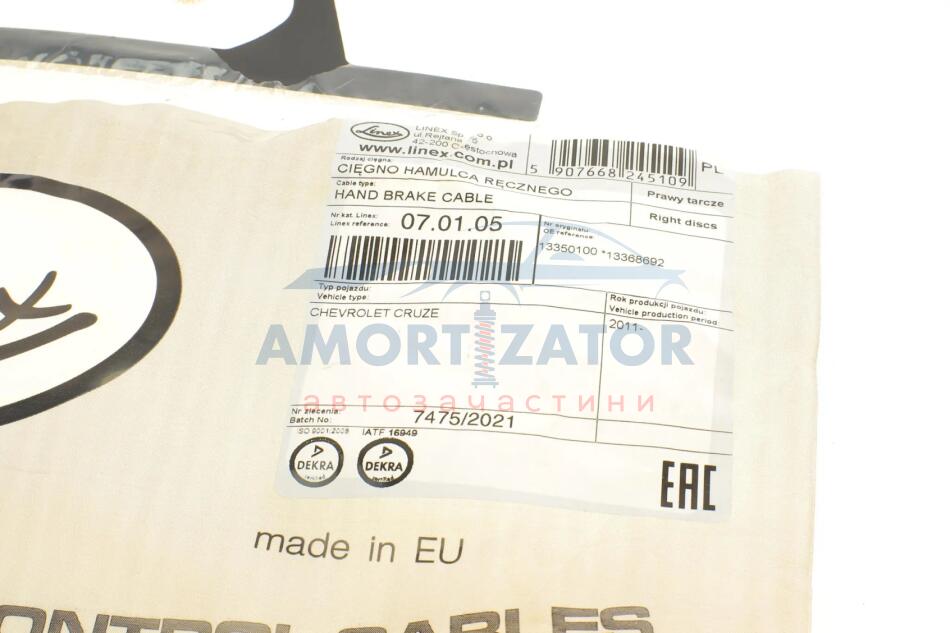 Linex
LINEX Sp. z o.o
ul. Rejtana
42-200 Częstochowa
www.linex.com.pl
5 907668 245109
PL
Rodzaj cięgna:
CIĘGNO HAMULCA RĘCZNEGO
Cable type:
HAND BRAKE CABLE
Prawy tarcze
Right discs
Nr kat. Linex:
Linex reference:
07.01.05
Nr oryginału:
OE reference:
13350100 *13368692
Typ pojazdu:
Vehicle type:
CHEVROLET CRUZE
Rok produkcji pojazdu:
Vehicle production period:
2011-
AMORTIZATOR
автозапчастини
Nr zlecenia:
Batch No:
7475/2021
ISO 9001:2008
IATF 16949
DEKRA
DEKRA
EAC
made in EU
ONTROL CABLES